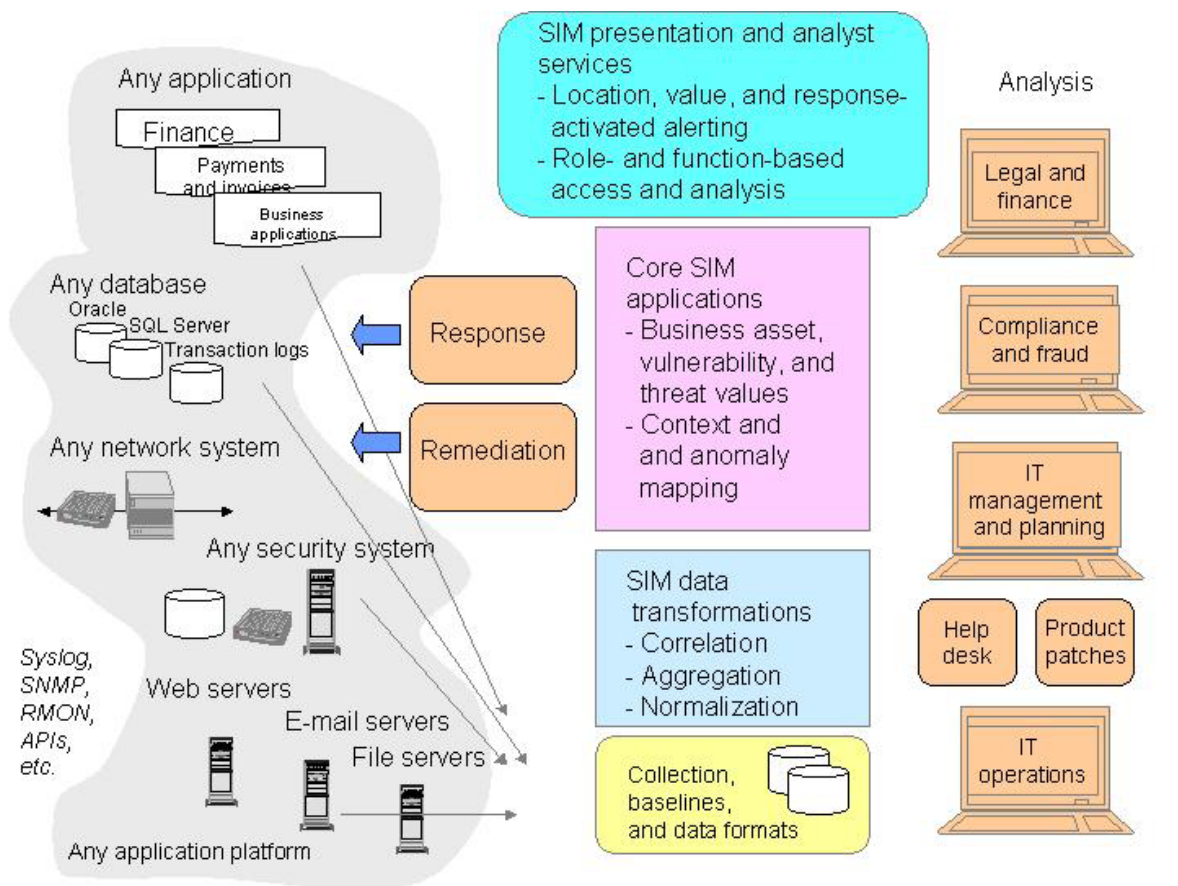 Any application
Finance
Payments
and invoices
Business
applications
Any database
Oracle
SQL Server
Transaction logs
Any network system
Any security system
Syslog,
SNMP,
RMON,
APIs,
etc.
Web servers
E-mail servers
File servers
Any application platform
Response
Remediation
SIM presentation and analyst
services
- Location, value, and response-
activated alerting
- Role- and function-based
access and analysis
Core SIM
applications
- Business asset,
vulnerability, and
threat values
- Context and
and anomaly
mapping
SIM data
transformations
- Correlation
- Aggregation
- Normalization
Collection,
baselines,
and data formats
Analysis
Legal and
finance
Compliance
and fraud
IT
management
and planning
Help
desk
Product
patches
IT
operations